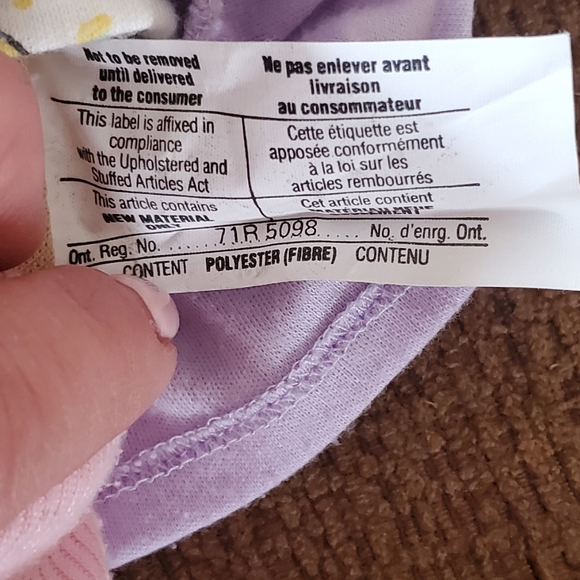 Not to be removed
until delivered
to the consumer
Ne pas enlever avant
livraison
au consommateur
This label is affixed in
compliance
with the Upholstered and
Stuffed Articles Act
Cette étiquette est
apposée conformément
à la loi sur les
articles rembourrés
This article contains
NEW MATERIAL
ONLY
Cet article contient
Ont. Reg. No. ...... 71R 5098 ..... No. d'enrg. Ont.
CONTENT POLYESTER (FIBRE) CONTENU